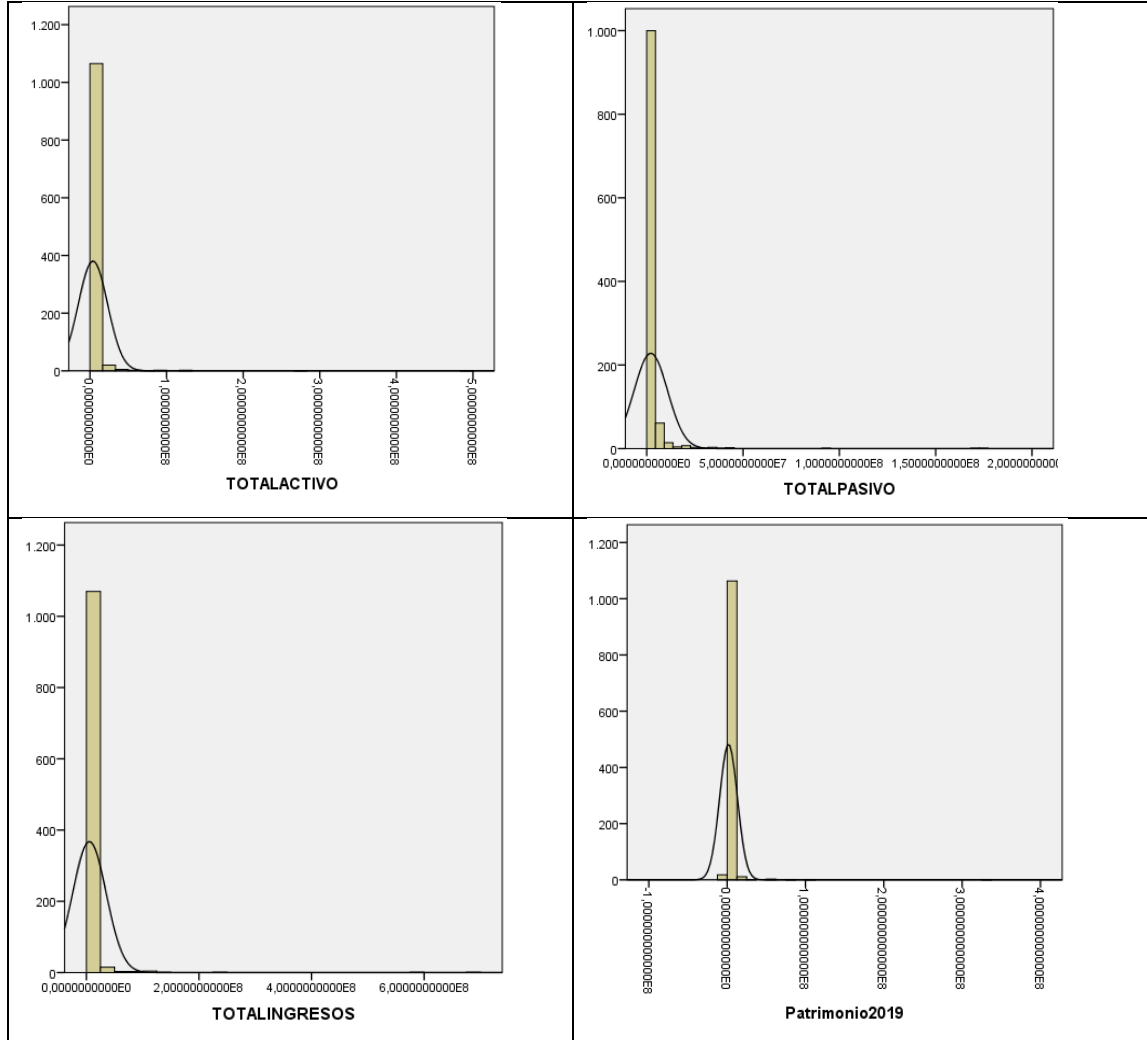 1.200
1.000
800
600
400
200
0
0,0000000000E0
1,0000000000E8
2,0000000000E8
3,0000000000E8
4,0000000000E8
5,0000000000E8
TOTALACTIVO
1.000
800
600
400
200
0
0,0000000000E0 5,0000000000E7 1,0000000000E8 1,5000000000E8
TOTALPASIVO
1.200
1.000
800
600
400
200
0
0,0000000000E0 2,0000000000E8 4,0000000000E8 6,0000000000E8
TOTALINGRESOS
1.200
1.000
800
600
400
200
0
-1,0000000000E8
0,0000000000E0
1,0000000000E8
2,0000000000E8
3,0000000000E8
4,0000000000E8
Patrimonio2019